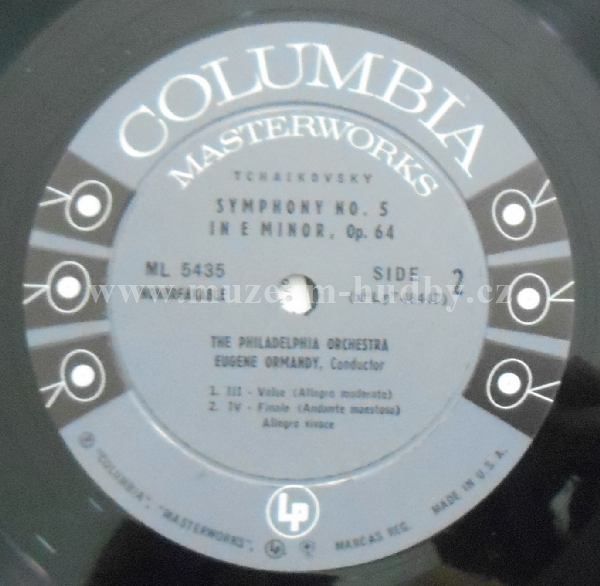 COLUMBIA
MASTERWORKS
TCHAIKOVSKY
SYMPHONY NO. 5
IN E MINOR, Op. 64
ML 5435
SIDE 2
NONBREAKABLE
www.muzeum-hudby.cz
THE PHILADELPHIA ORCHESTRA
EUGENE ORMANDY, Conductor
1. III - Valse (Allegro moderato)
2. IV - Finale (Andante maestoso)
Allegro vivace
LP
"COLUMBIA", "MASTERWORKS", MARCAS REG. MADE IN U.S.A.